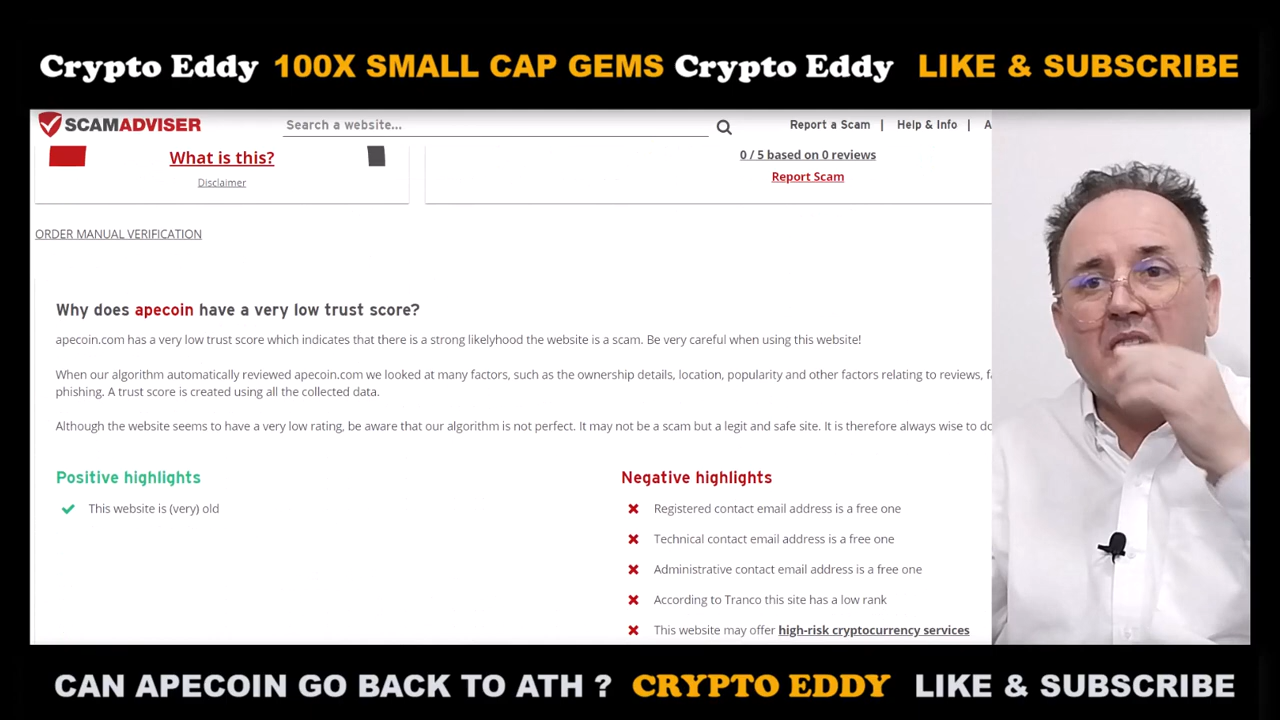 Crypto Eddy 100X SMALL CAP GEMS Crypto Eddy LIKE & SUBSCRIBE
SCAMADVISER Search a website... Report a Scam | Help & Info | A
What is this?
Disclaimer
0 / 5 based on 0 reviews
Report Scam
ORDER MANUAL VERIFICATION
Why does apecoin have a very low trust score?
apecoin.com has a very low trust score which indicates that there is a strong likelyhood the website is a scam. Be very careful when using this website!
When our algorithm automatically reviewed apecoin.com we looked at many factors, such as the ownership details, location, popularity and other factors relating to reviews,
phishing. A trust score is created using all the collected data.
Although the website seems to have a very low rating, be aware that our algorithm is not perfect. It may not be a scam but a legit and safe site. It is therefore always wise to do
Positive highlights
This website is (very) old
Negative highlights
Registered contact email address is a free one
Technical contact email address is a free one
Administrative contact email address is a free one
According to Tranco this site has a low rank
This website may offer high-risk cryptocurrency services
CAN APECOIN GO BACK TO ATH ? CRYPTO EDDY LIKE & SUBSCRIBE